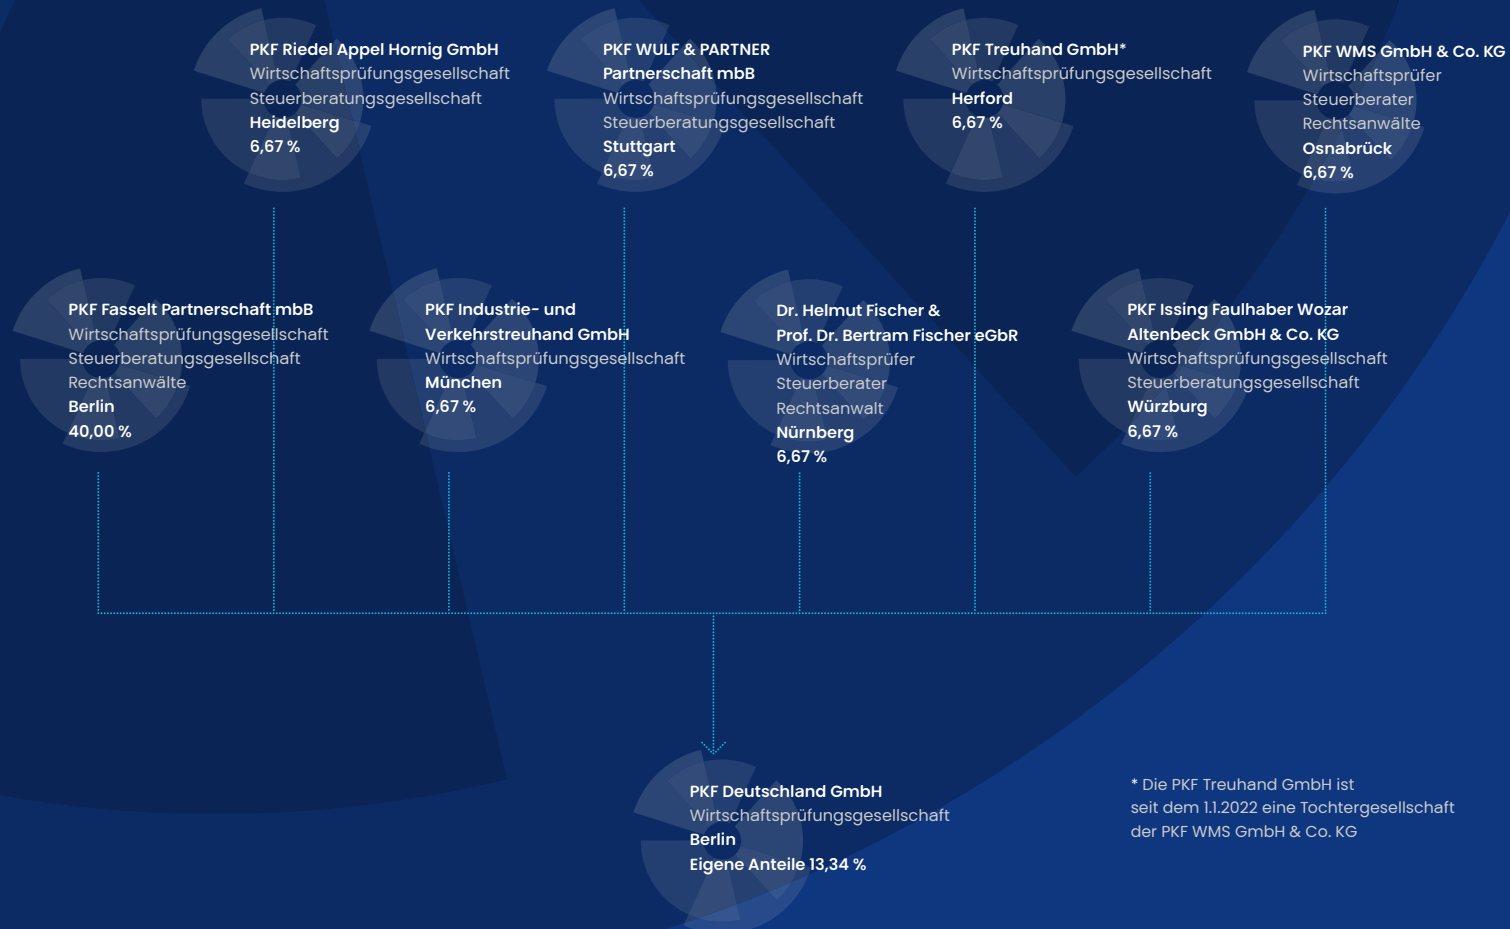 PKF Riedel Appel Hornig GmbH
Wirtschaftsprüfungsgesellschaft
Steuerberatungsgesellschaft
Heidelberg
6,67 %
PKF WULF & PARTNER
Partnerschaft mbB
Wirtschaftsprüfungsgesellschaft
Steuerberatungsgesellschaft
Stuttgart
6,67 %
PKF Treuhand GmbH*
Wirtschaftsprüfungsgesellschaft
Herford
6,67 %
PKF WMS GmbH & Co. KG
Wirtschaftsprüfer
Steuerberater
Rechtsanwälte
Osnabrück
6,67 %
PKF Fasselt Partnerschaft mbB
Wirtschaftsprüfungsgesellschaft
Steuerberatungsgesellschaft
Rechtsanwälte
Berlin
40,00 %
PKF Industrie- und
Verkehrstreuhand GmbH
Wirtschaftsprüfungsgesellschaft
München
6,67 %
Dr. Helmut Fischer &
Prof. Dr. Bertram Fischer eGbR
Wirtschaftsprüfer
Steuerberater
Rechtsanwalt
Nürnberg
6,67 %
PKF Issing Faulhaber Wozar
Altenbeck GmbH & Co. KG
Wirtschaftsprüfungsgesellschaft
Steuerberatungsgesellschaft
Würzburg
6,67 %
PKF Deutschland GmbH
Wirtschaftsprüfungsgesellschaft
Berlin
Eigene Anteile 13,34 %
* Die PKF Treuhand GmbH ist
seit dem 1.1.2022 eine Tochtergesellschaft
der PKF WMS GmbH & Co. KG